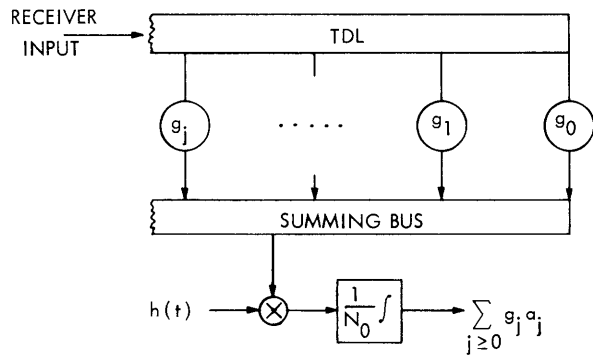 RECEIVER
INPUT
TDL
g_j
. . . . .
g_1
g_0
SUMMING BUS
h(t)
×
1/N_0 ∫
∑_{j≥0} g_j a_j